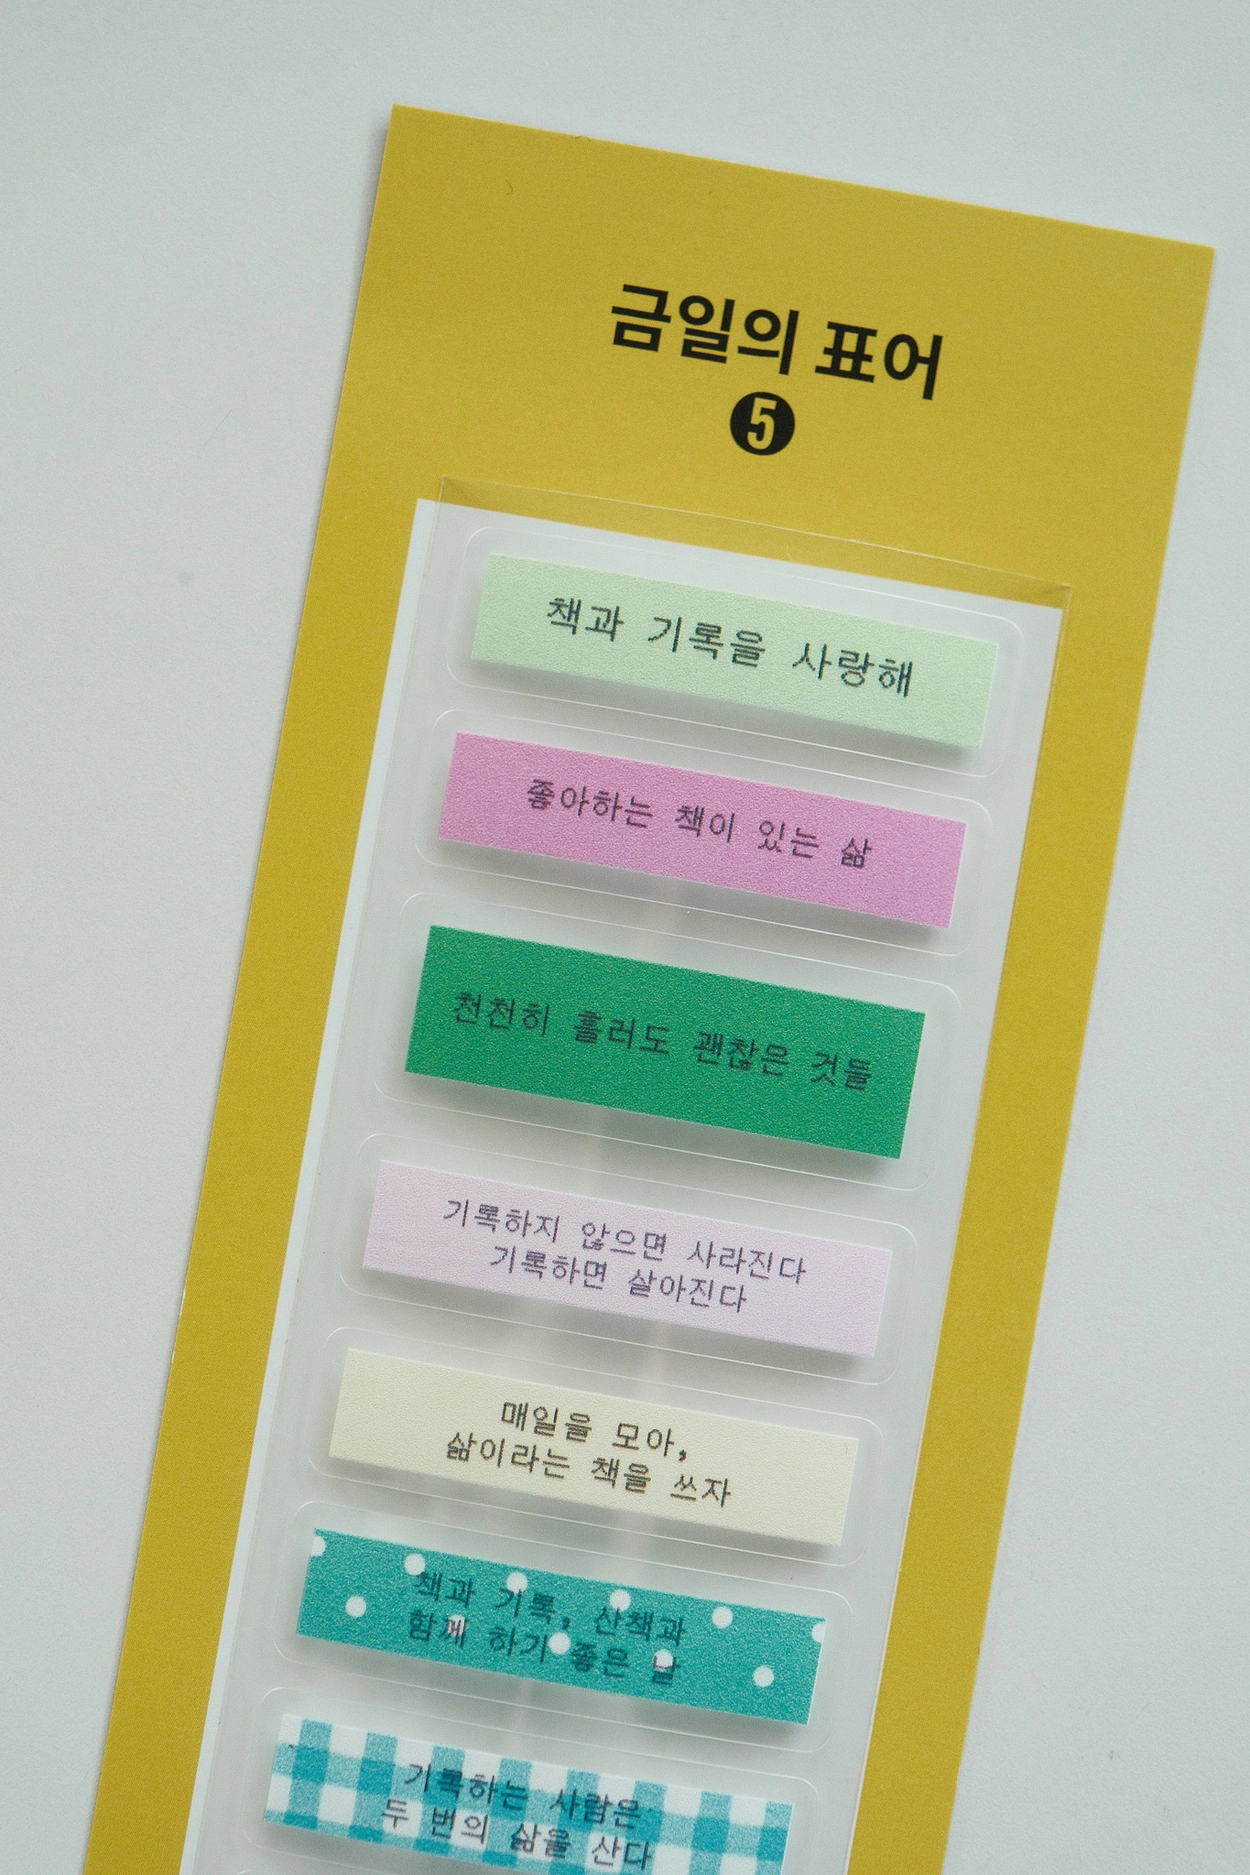 금일의 표어
5
책과 기록을 사랑해
좋아하는 책이 있는 삶
천천히 흘러도 괜찮은 것들
기록하지 않으면 사라진다
기록하면 살아진다
매일을 모아,
삶이라는 책을 쓰자
책과 기록, 산책과
함께 하기 좋은 날
기록하는 사람은
두 번의 삶을 산다